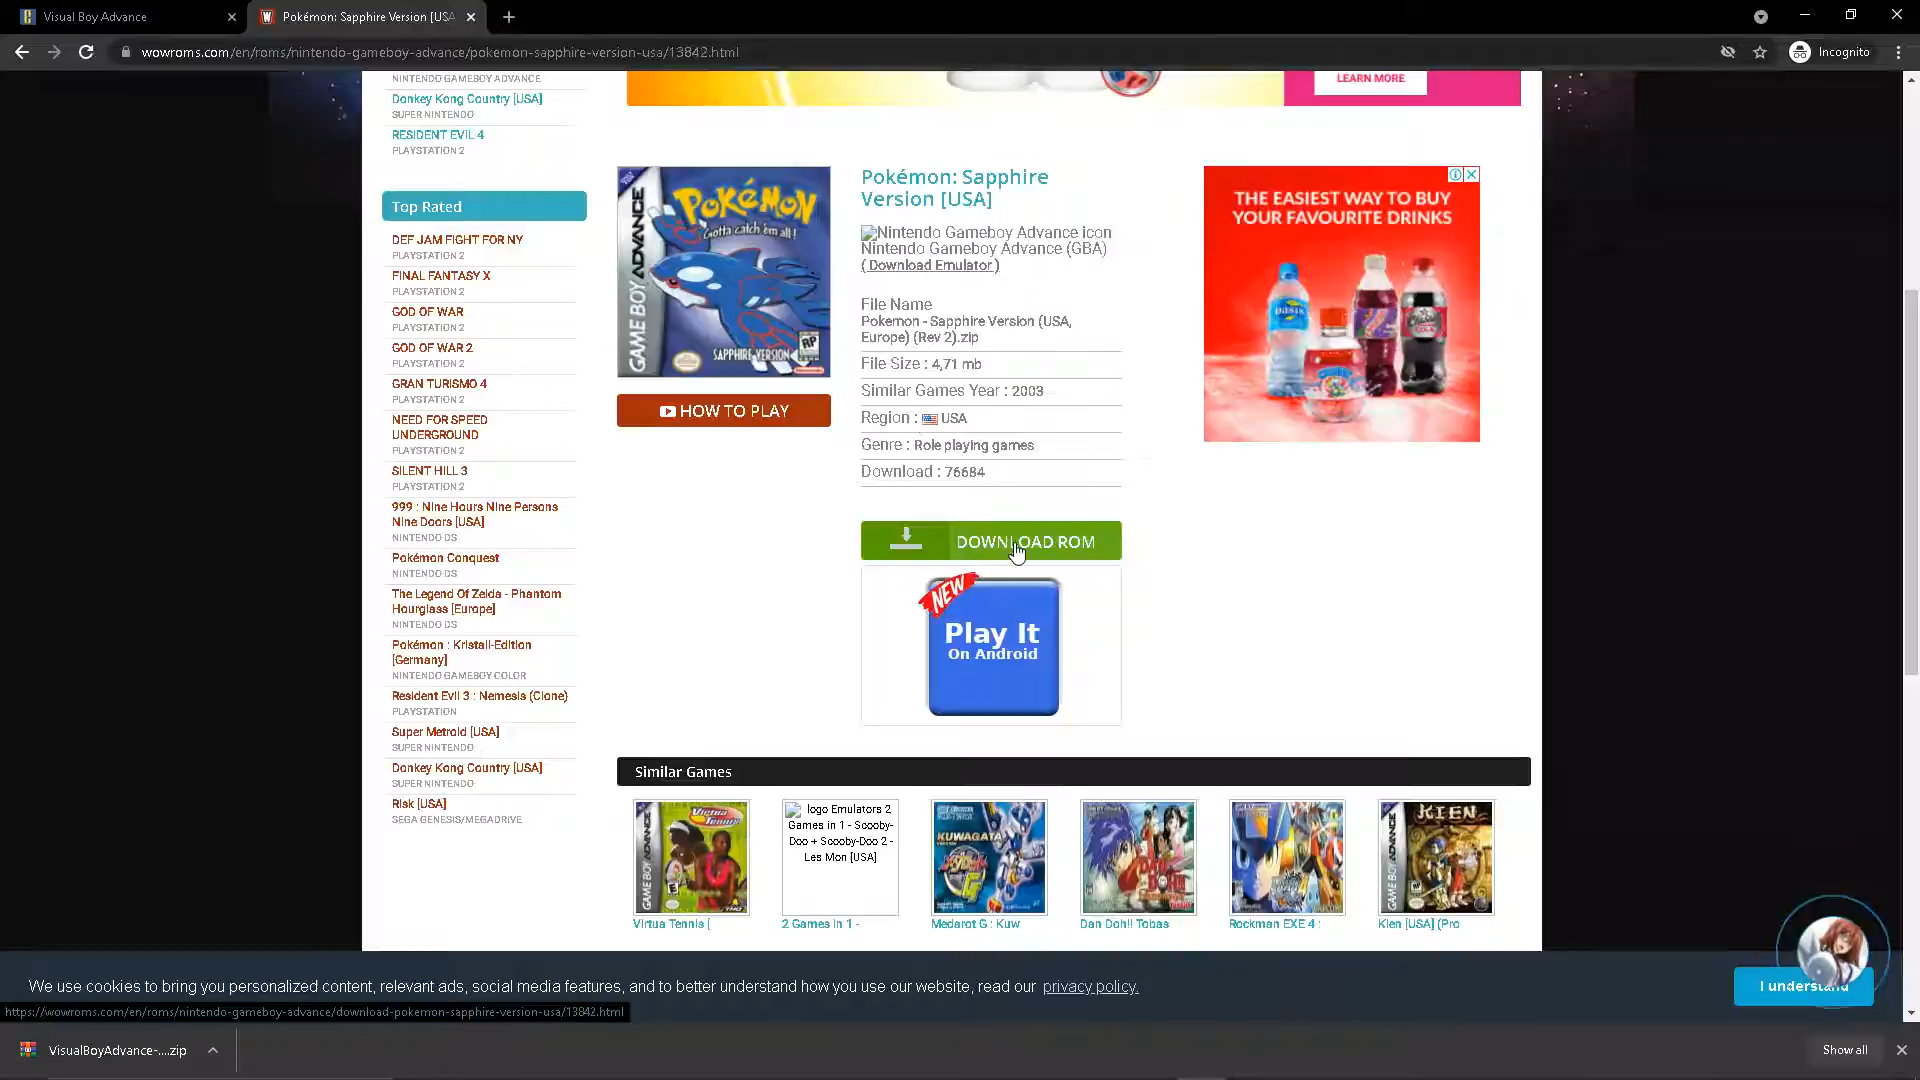 Visual Boy Advance
Pokémon: Sapphire Version [USA
wowroms.com/en/roms/nintendo-gameboy-advance/pokemon-sapphire-version-usa/13842.html
Incognito
NINTENDO GAMEBOY ADVANCE
Donkey Kong Country [USA]
SUPER NINTENDO
RESIDENT EVIL 4
PLAYSTATION 2
Top Rated
DEF JAM FIGHT FOR NY
PLAYSTATION 2
FINAL FANTASY X
PLAYSTATION 2
GOD OF WAR
PLAYSTATION 2
GOD OF WAR 2
PLAYSTATION 2
GRAN TURISMO 4
PLAYSTATION 2
NEED FOR SPEED
UNDERGROUND
PLAYSTATION 2
SILENT HILL 3
PLAYSTATION 2
999 : Nine Hours Nine Persons
Nine Doors [USA]
NINTENDO DS
Pokémon Conquest
NINTENDO DS
The Legend Of Zelda - Phantom
Hourglass [Europe]
NINTENDO DS
Pokémon : Kristall-Edition
[Germany]
NINTENDO GAMEBOY COLOR
Resident Evil 3 : Nemesis (Clone)
PLAYSTATION
Super Metroid [USA]
SUPER NINTENDO
Donkey Kong Country [USA]
SUPER NINTENDO
Risk [USA]
SEGA GENESIS/MEGADRIVE
LEARN MORE
GAME BOY ADVANCE
POKéMON
Gotta catch 'em all!
SAPPHIRE VERSION
RP
HOW TO PLAY
Pokémon: Sapphire
Version [USA]
Nintendo Gameboy Advance icon
Nintendo Gameboy Advance (GBA)
( Download Emulator )
File Name
Pokemon - Sapphire Version (USA,
Europe) (Rev 2).zip
File Size : 4,71 mb
Similar Games Year : 2003
Region : USA
Genre : Role playing games
Download : 76684
DOWNLOAD ROM
NEW
Play It
On Android
THE EASIEST WAY TO BUY
YOUR FAVOURITE DRINKS
OASIS
Similar Games
GAME BOY ADVANCE
Virtua Tennis
logo Emulators 2
Games in 1 - Scooby-
Doo + Scooby-Doo 2 -
Les Mon [USA]
KUWAGATA
KIEN
Virtua Tennis [
2 Games in 1 -
Medarot G : Kuw
Dan Doh!! Tobas
Rockman EXE 4 :
Kien [USA] (Pro
We use cookies to bring you personalized content, relevant ads, social media features, and to better understand how you use our website, read our privacy policy.
I understand
https://wowroms.com/en/roms/nintendo-gameboy-advance/download-pokemon-sapphire-version-usa/13842.html
VisualBoyAdvance-....zip
Show all